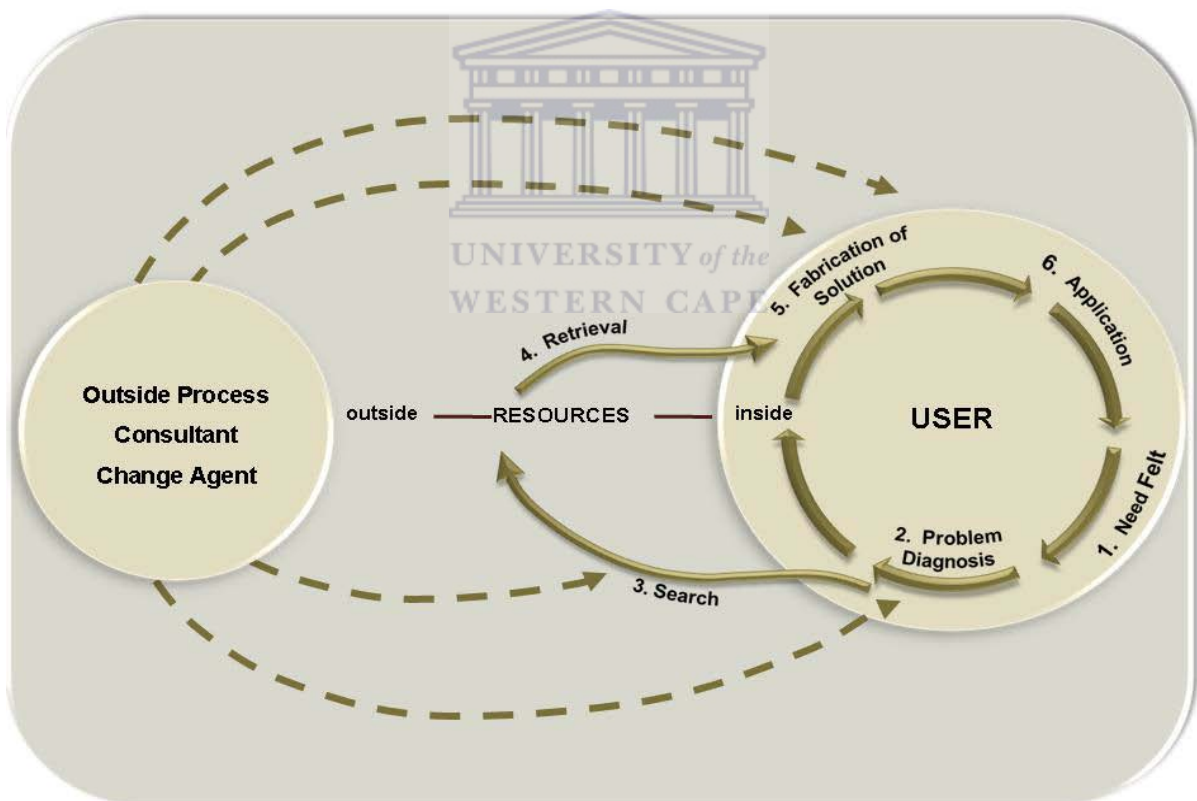 UNIVERSITY of the
WESTERN CAPE
Outside Process
Consultant
Change Agent
outside
RESOURCES
inside
USER
1. Need Felt
2. Problem
Diagnosis
3. Search
4. Retrieval
5. Fabrication of
Solution
6. Application